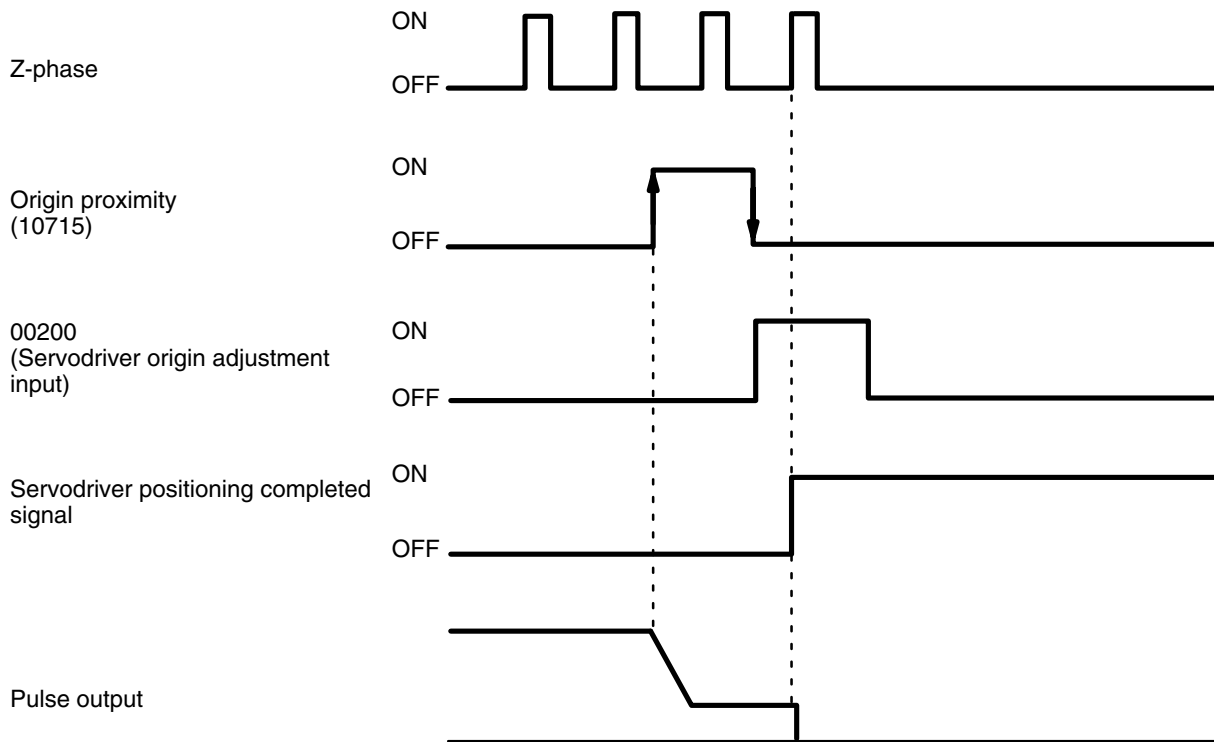 ON
Z-phase
OFF
ON
Origin proximity
(10715)
OFF
00200
(Servodriver origin adjustment
input)
ON
OFF
ON
Servodriver positioning completed
signal
OFF
Pulse output